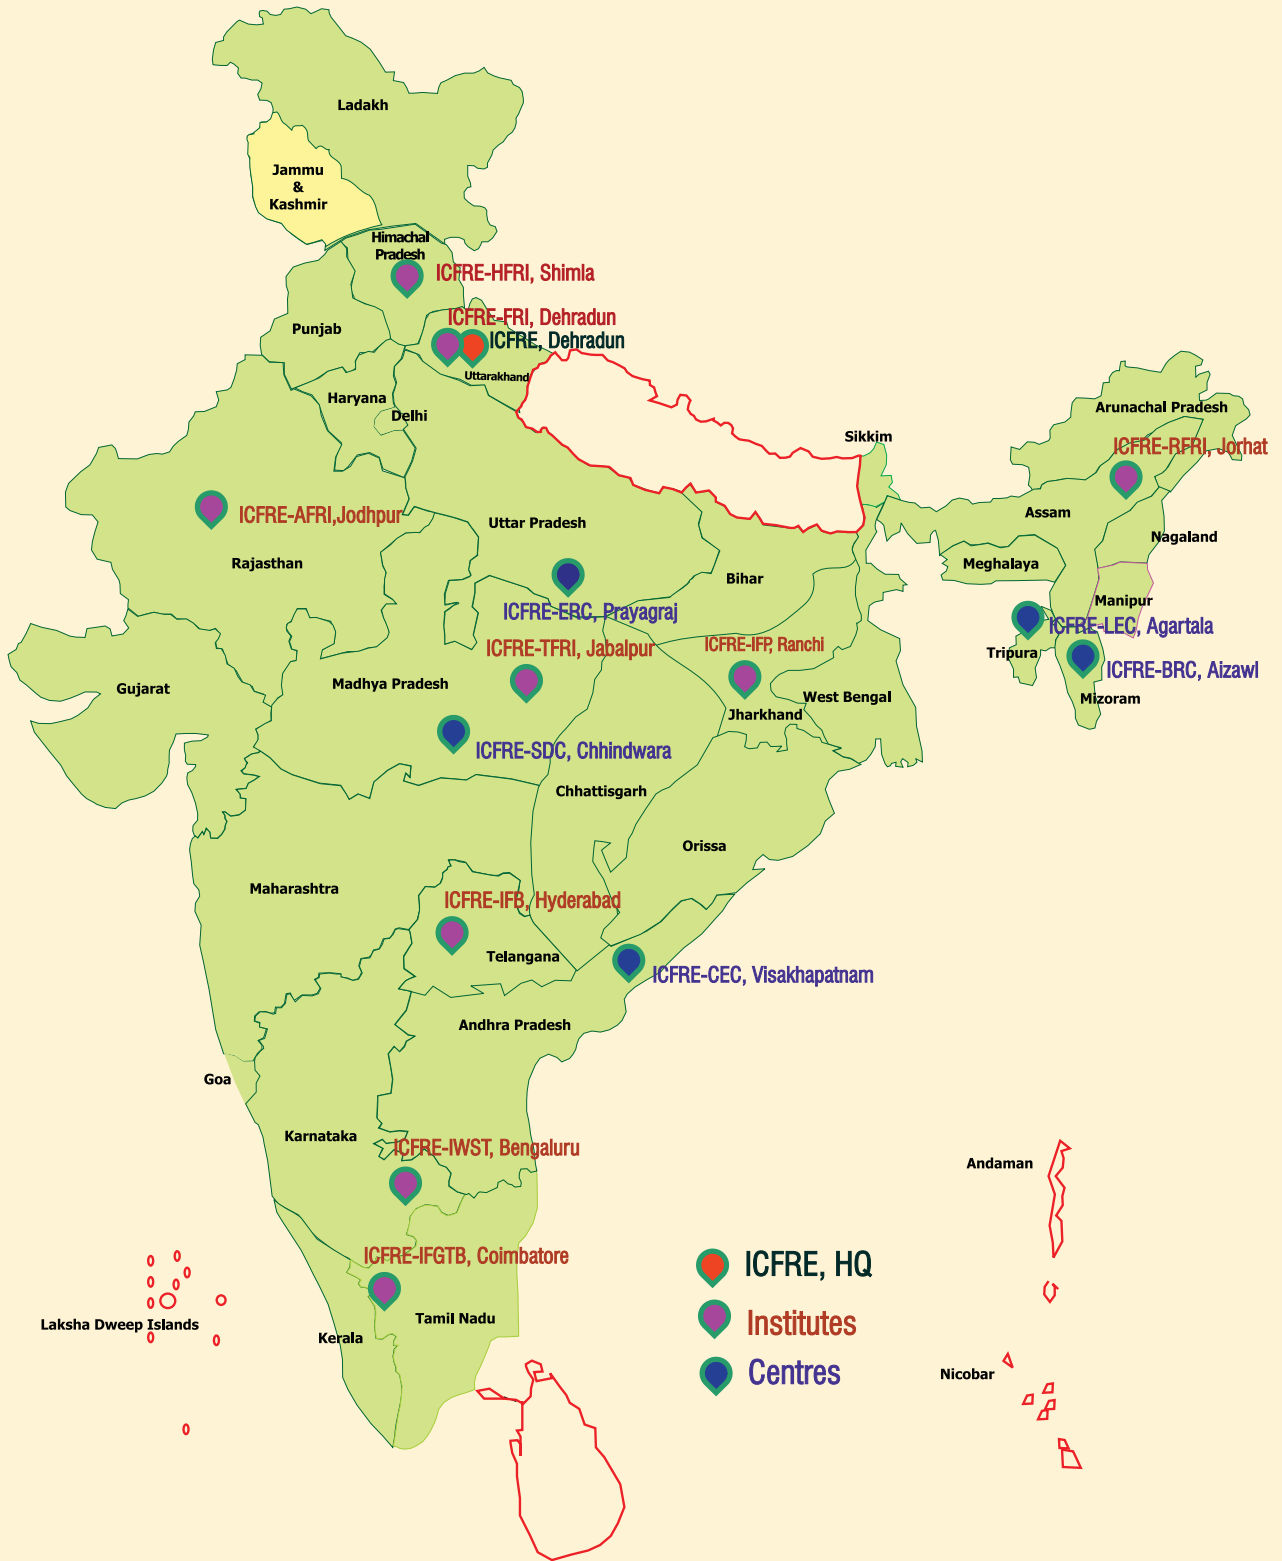 Ladakh
Jammu
&
Kashmir
Himachal
Pradesh
ICFRE-HFRI, Shimla
ICFRE-FRI, Dehradun
Punjab
ICFRE, Dehradun
Uttarakhand
Haryana
Delhi
Arunachal Pradesh
Sikkim
ICFRE-RFRI, Jorhat
ICFRE-AFRI,Jodhpur
Assam
Uttar Pradesh
Nagaland
Rajasthan
Meghalaya
Bihar
Manipur
ICFRE-ERC, Prayagraj
ICFRE-LEC, Agartala
ICFRE-TFRI, Jabalpur
ICFRE-IFP, Ranchi
Tripura
ICFRE-BRC, Aizawl
Gujarat
Madhya Pradesh
West Bengal
Mizoram
Jharkhand
ICFRE-SDC, Chhindwara
Chhattisgarh
Orissa
Maharashtra
ICFRE-IFB, Hyderabad
Telangana
ICFRE-CEC, Visakhapatnam
Andhra Pradesh
Goa
Karnataka
ICFRE-IWST, Bengaluru
Andaman
ICFRE-IFGTB, Coimbatore
ICFRE, HQ
Tamil Nadu
Institutes
Laksha Dweep Islands
Kerala
Centres
Nicobar